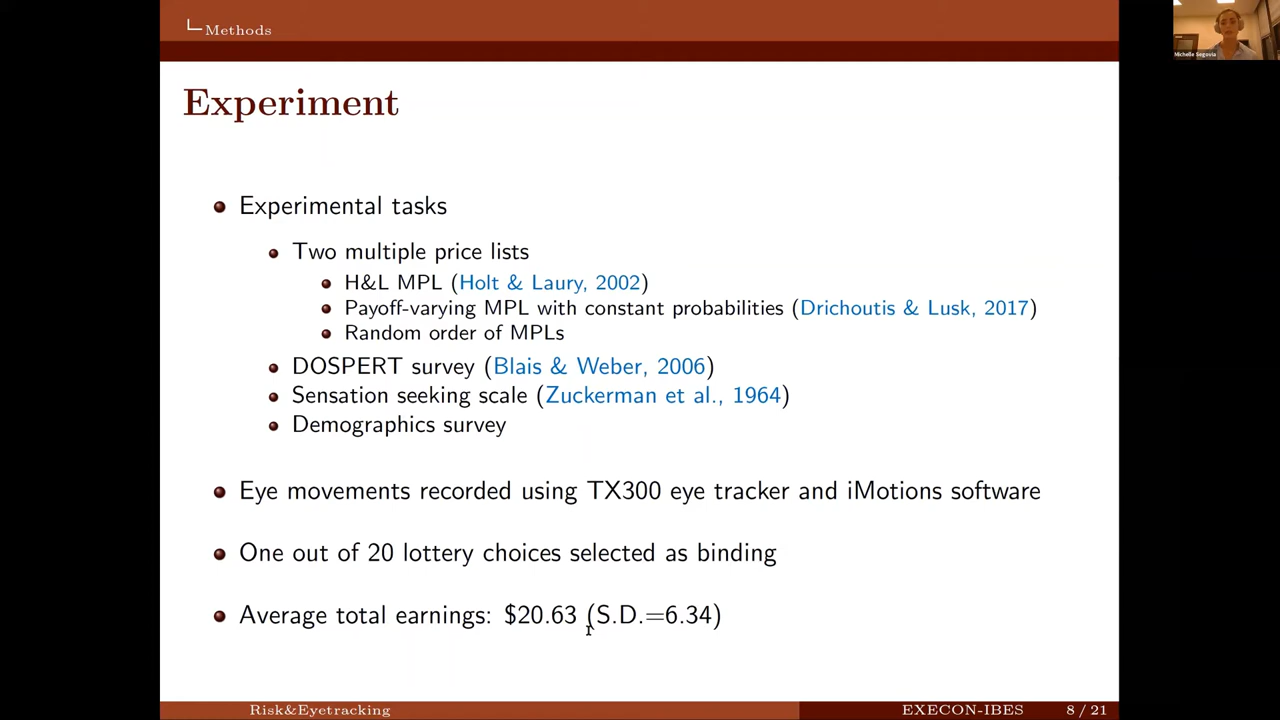 Methods
Michelle Segovia
Experiment
Experimental tasks
Two multiple price lists
H&L MPL (Holt & Laury, 2002)
Payoff-varying MPL with constant probabilities (Drichoutis & Lusk, 2017)
Random order of MPLs
DOSPERT survey (Blais & Weber, 2006)
Sensation seeking scale (Zuckerman et al., 1964)
Demographics survey
Eye movements recorded using TX300 eye tracker and iMotions software
One out of 20 lottery choices selected as binding
Average total earnings: $20.63 (S.D.=6.34)
Risk&Eyetracking
EXECON-IBES
8 / 21